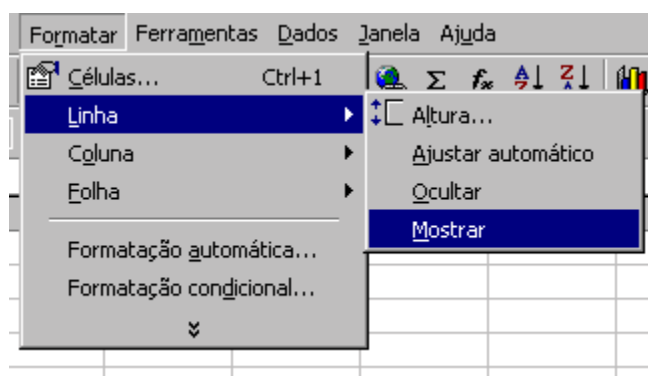 Formatar Ferramentas Dados Janela Ajuda
Células... Ctrl+1
Linha
Coluna
Folha
Formatação automática...
Formatação condicional...
Altura...
Ajustar automático
Ocultar
Mostrar